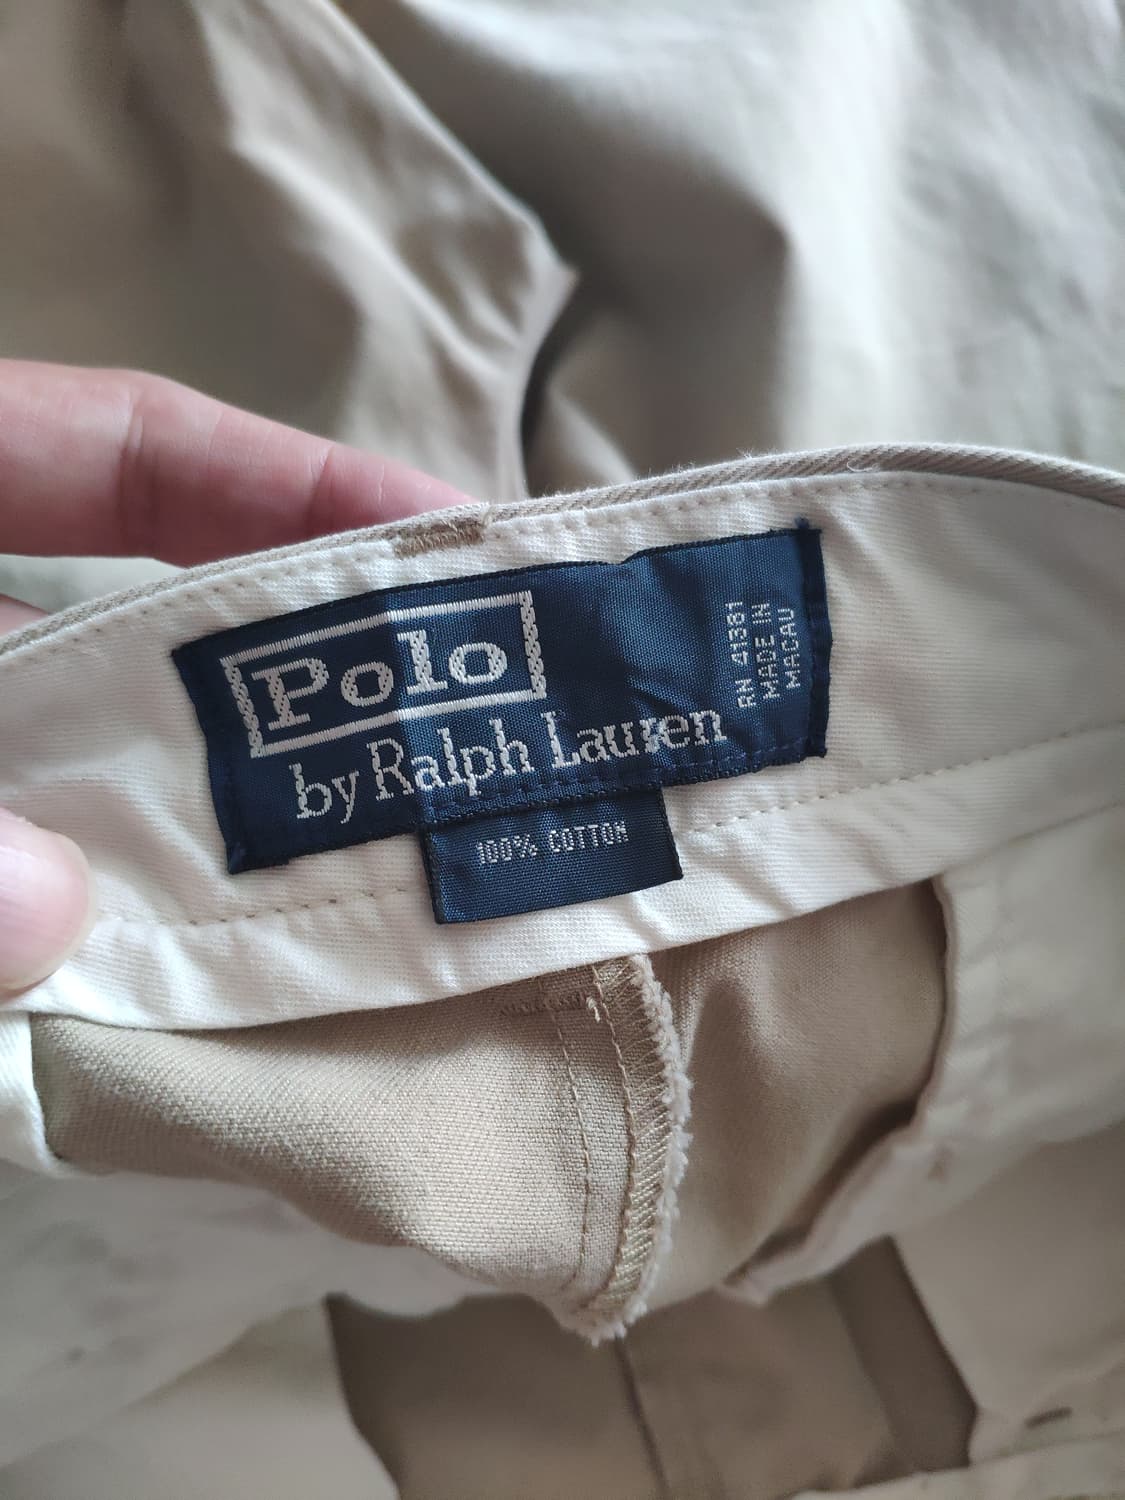 Polo
by Ralph Lauren
RN 41381
MADE IN
MACAU
100% COTTON